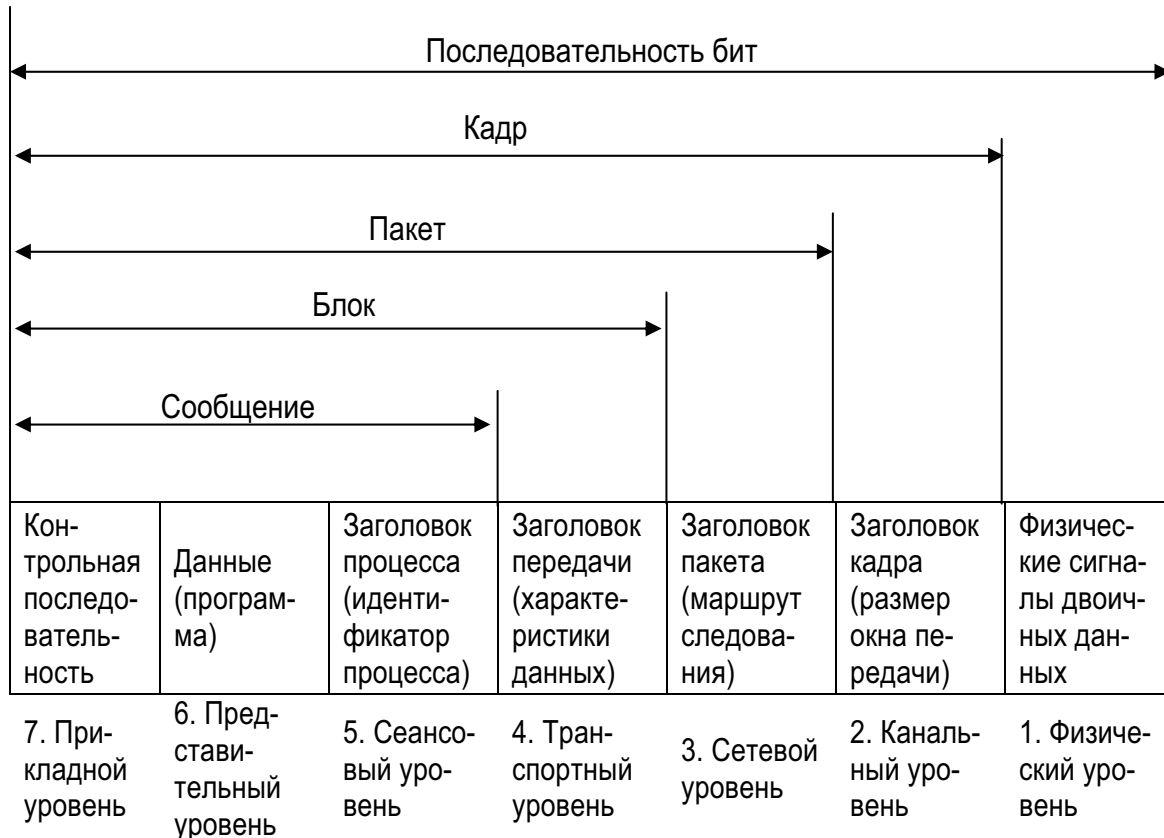 Последовательность бит
Кадр
Пакет
Блок
Сообщение
Кон-
трольная
последо-
ватель-
ность
Данные
(програм-
ма)
Заголовок
процесса
(иденти-
фикатор
процесса)
Заголовок
передачи
(характе-
ристики
данных)
Заголовок
пакета
(маршрут
следова-
ния)
Заголовок
кадра
(размер
окна пе-
редачи)
Физичес-
кие сигна-
лы двоич-
ных дан-
ных
7. При-
кладной
уровень
6. Пред-
стави-
тельный
уровень
5. Сеансо-
вый уро-
вень
4. Тран-
спортный
уровень
3. Сетевой
уровень
2. Каналь-
ный уро-
вень
1. Физиче-
ский уро-
вень